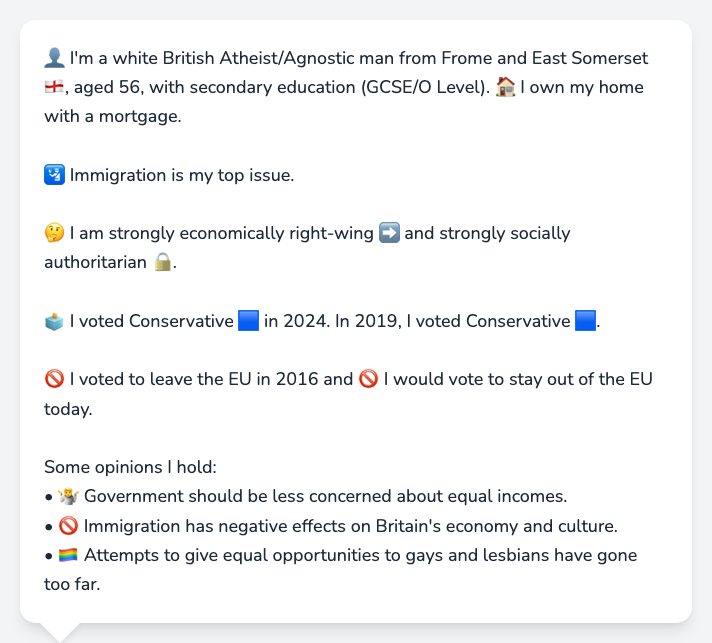 👤 I'm a white British Atheist/Agnostic man from Frome and East Somerset
🏴󠁧󠁢󠁥󠁮󠁧󠁿, aged 56, with secondary education (GCSE/O Level). 🏠 I own my home
with a mortgage.
🛂 Immigration is my top issue.
🤔 I am strongly economically right-wing ➡️ and strongly socially
authoritarian 🔒.
🗳️ I voted Conservative 🟦 in 2024. In 2019, I voted Conservative 🟦.
🚫 I voted to leave the EU in 2016 and 🚫 I would vote to stay out of the EU
today.
Some opinions I hold:
• 🤷 Government should be less concerned about equal incomes.
• 🚫 Immigration has negative effects on Britain's economy and culture.
• 🏳️‍🌈 Attempts to give equal opportunities to gays and lesbians have gone
too far.